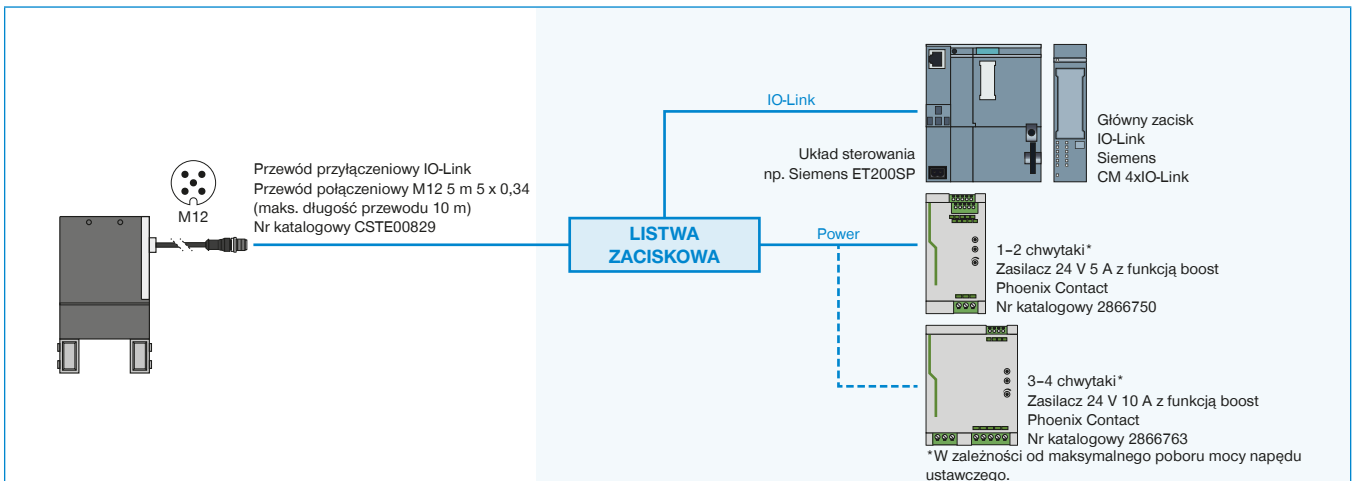 M12
Przewód przyłączeniowy IO-Link
Przewód połączeniowy M12 5 m 5 x 0,34
(maks. długość przewodu 10 m)
Nr katalogowy CSTE00829
LISTWA
ZACISKOWA
IO-Link
Układ sterowania
np. Siemens ET200SP
Główny zacisk
IO-Link
Siemens
CM 4xIO-Link
Power
1–2 chwytaki*
Zasilacz 24 V 5 A z funkcją boost
Phoenix Contact
Nr katalogowy 2866750
3–4 chwytaki*
Zasilacz 24 V 10 A z funkcją boost
Phoenix Contact
Nr katalogowy 2866763
*W zależności od maksymalnego poboru mocy napędu
ustawczego.